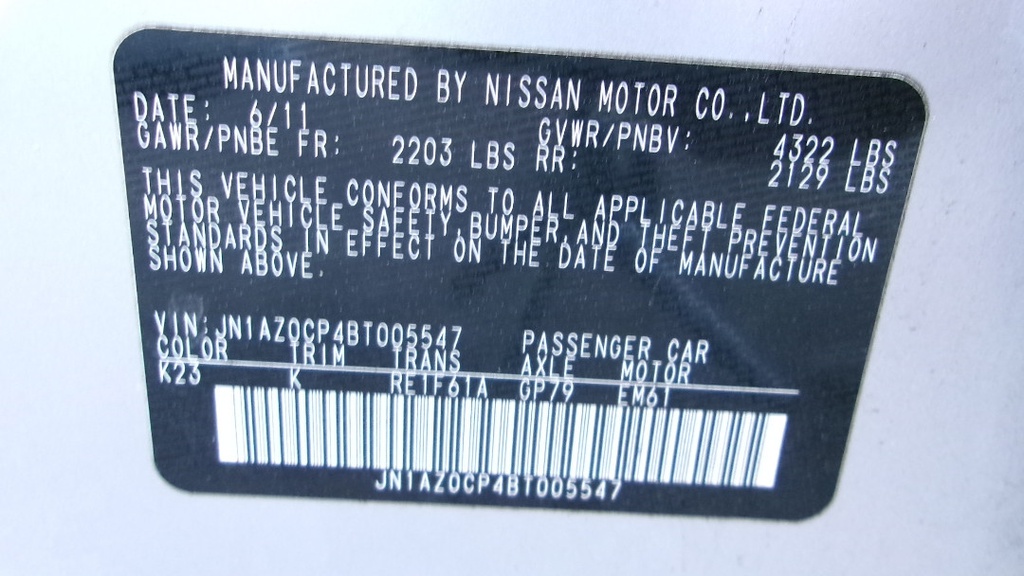 MANUFACTURED BY NISSAN MOTOR CO.,LTD.
DATE: 6/11 GVWR/PNBV: 4322 LBS
GAWR/PNBE FR: 2203 LBS RR: 2129 LBS
THIS VEHICLE CONFORMS TO ALL APPLICABLE FEDERAL
MOTOR VEHICLE SAFETY,BUMPER,AND THEFT PREVENTION
STANDARDS IN EFFECT ON THE DATE OF MANUFACTURE
SHOWN ABOVE.
VIN:JN1AZ0CP4BT005547 PASSENGER CAR
COLOR TRIM TRANS AXLE MOTOR
K23 K RE1F61A GP79 EM61
JN1AZ0CP4BT005547